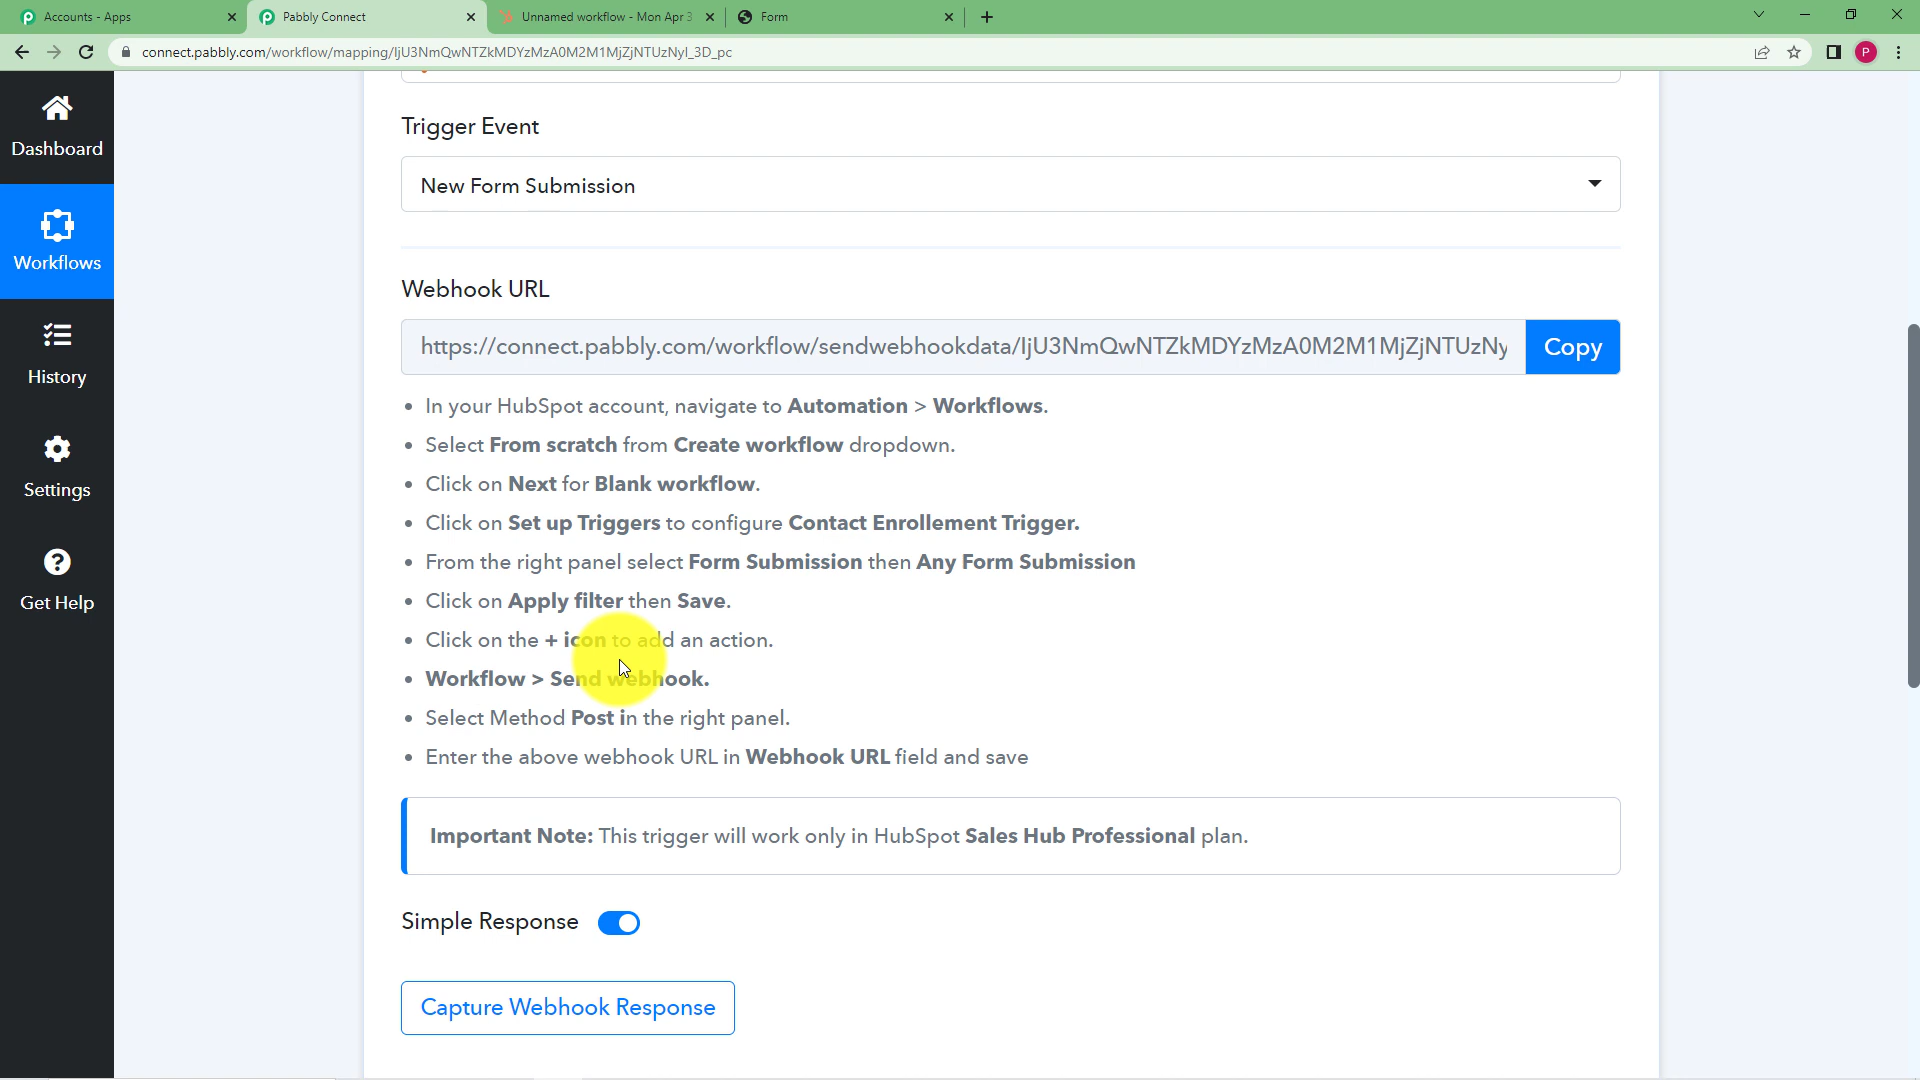 Accounts - Apps
Pabbly Connect
Unnamed workflow - Mon Apr 3
Form
connect.pabbly.com/workflow/mapping/IjU3NmQwNTZkMDYzMzA0M2M1MjZjNTUzNyI_3D_pc
P
Dashboard
Workflows
History
Settings
Get Help
Trigger Event
New Form Submission
Webhook URL
https://connect.pabbly.com/workflow/sendwebhookdata/IjU3NmQwNTZkMDYzMzA0M2M1MjZjNTUzNy
Copy
• In your HubSpot account, navigate to Automation > Workflows.
• Select From scratch from Create workflow dropdown.
• Click on Next for Blank workflow.
• Click on Set up Triggers to configure Contact Enrollement Trigger.
• From the right panel select Form Submission then Any Form Submission
• Click on Apply filter then Save.
• Click on the + icon to add an action.
• Workflow > Send webhook.
• Select Method Post in the right panel.
• Enter the above webhook URL in Webhook URL field and save
Important Note: This trigger will work only in HubSpot Sales Hub Professional plan.
Simple Response
Capture Webhook Response